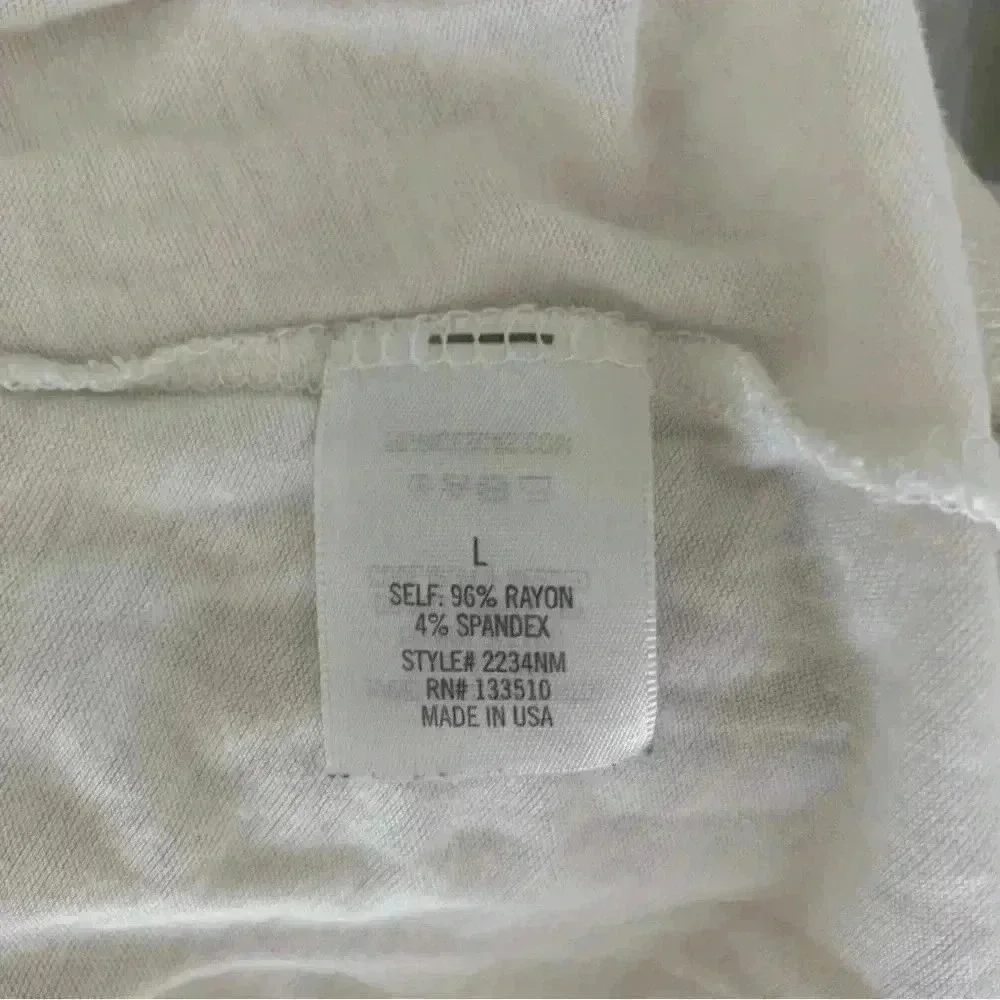 L
SELF: 96% RAYON
4% SPANDEX
STYLE# 2234NM
RN# 133510
MADE IN USA